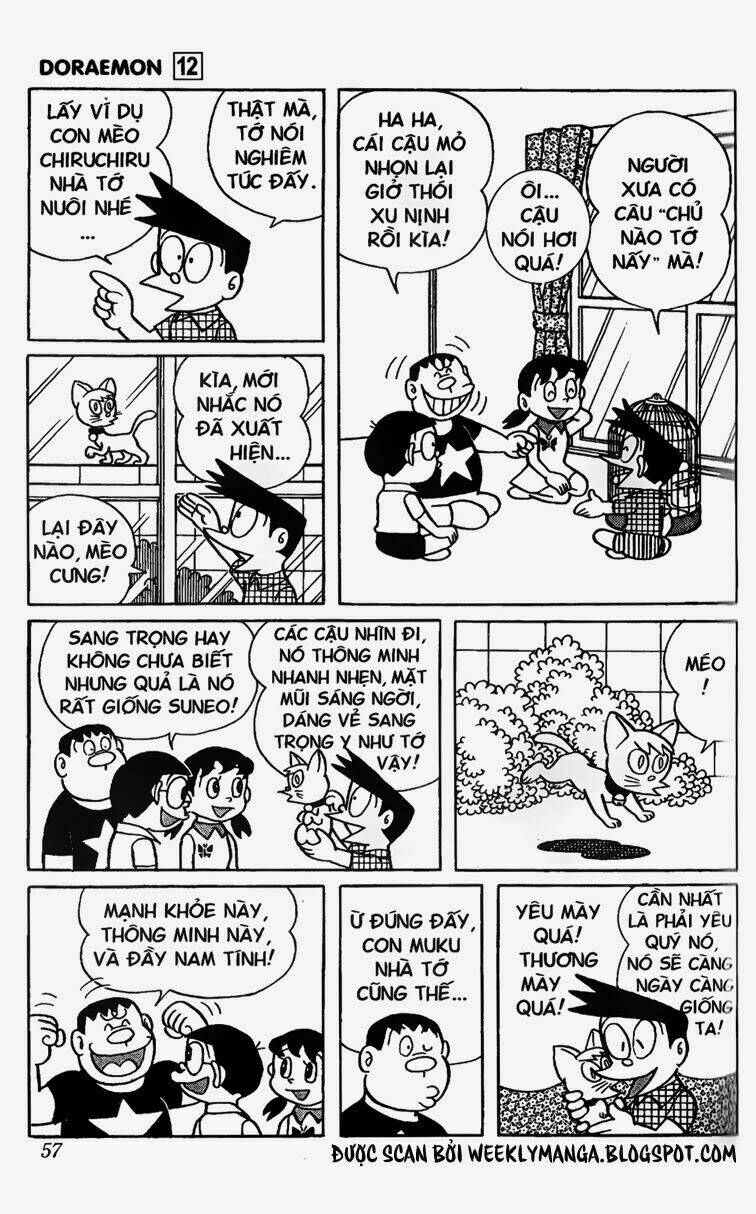 DORAEMON 12
NGƯỜI
XƯA CÓ
CÂU "CHỦ
NÀO TỚ
NẤY" MÀ!
ÔI...
CẬU
NÓI HƠI
QUÁ!
HA HA,
CÁI CẬU MỎ
NHỌN LẠI
GIỞ THÓI
XU NỊNH
RỒI KÌA!
THẬT MÀ,
TỚ NÓI
NGHIÊM
TÚC ĐẤY.
LẤY VỈ DỤ
CON MÈO
CHIRUCHIRU
NHÀ TỚ
NUÔI NHÉ
...
KÌA, MỚI
NHẮC NÓ
ĐÃ XUẤT
HIỆN...
LẠI ĐÂY
NÀO, MÈO
CƯNG!
MÉO
!
CÁC CẬU NHÌN ĐI,
NÓ THÔNG MINH
NHANH NHẸN, MẶT
MŨI SÁNG NGỜI,
DÁNG VẺ SANG
TRỌNG Y NHƯ TỚ
VẬY!
SANG TRỌNG HAY
KHÔNG CHƯA BIẾT
NHƯNG QUẢ LÀ NÓ
RẤT GIỐNG SUNEO!
CẦN NHẤT
LÀ PHẢI YÊU
QUÝ NÓ,
NÓ SẼ CÀNG
NGÀY CÀNG
GIỐNG
TA!
YÊU MÀY
QUÁ!
THƯƠNG
MÀY
QUÁ!
Ừ ĐÚNG ĐẤY,
CON MUKU
NHÀ TỚ
CŨNG THẾ...
MẠNH KHỎE NÀY,
THÔNG MINH NÀY,
VÀ ĐẦY NAM TÍNH!
57
ĐƯỢC SCAN BỞI WEEKLYMANGA.BLOGSPOT.COM